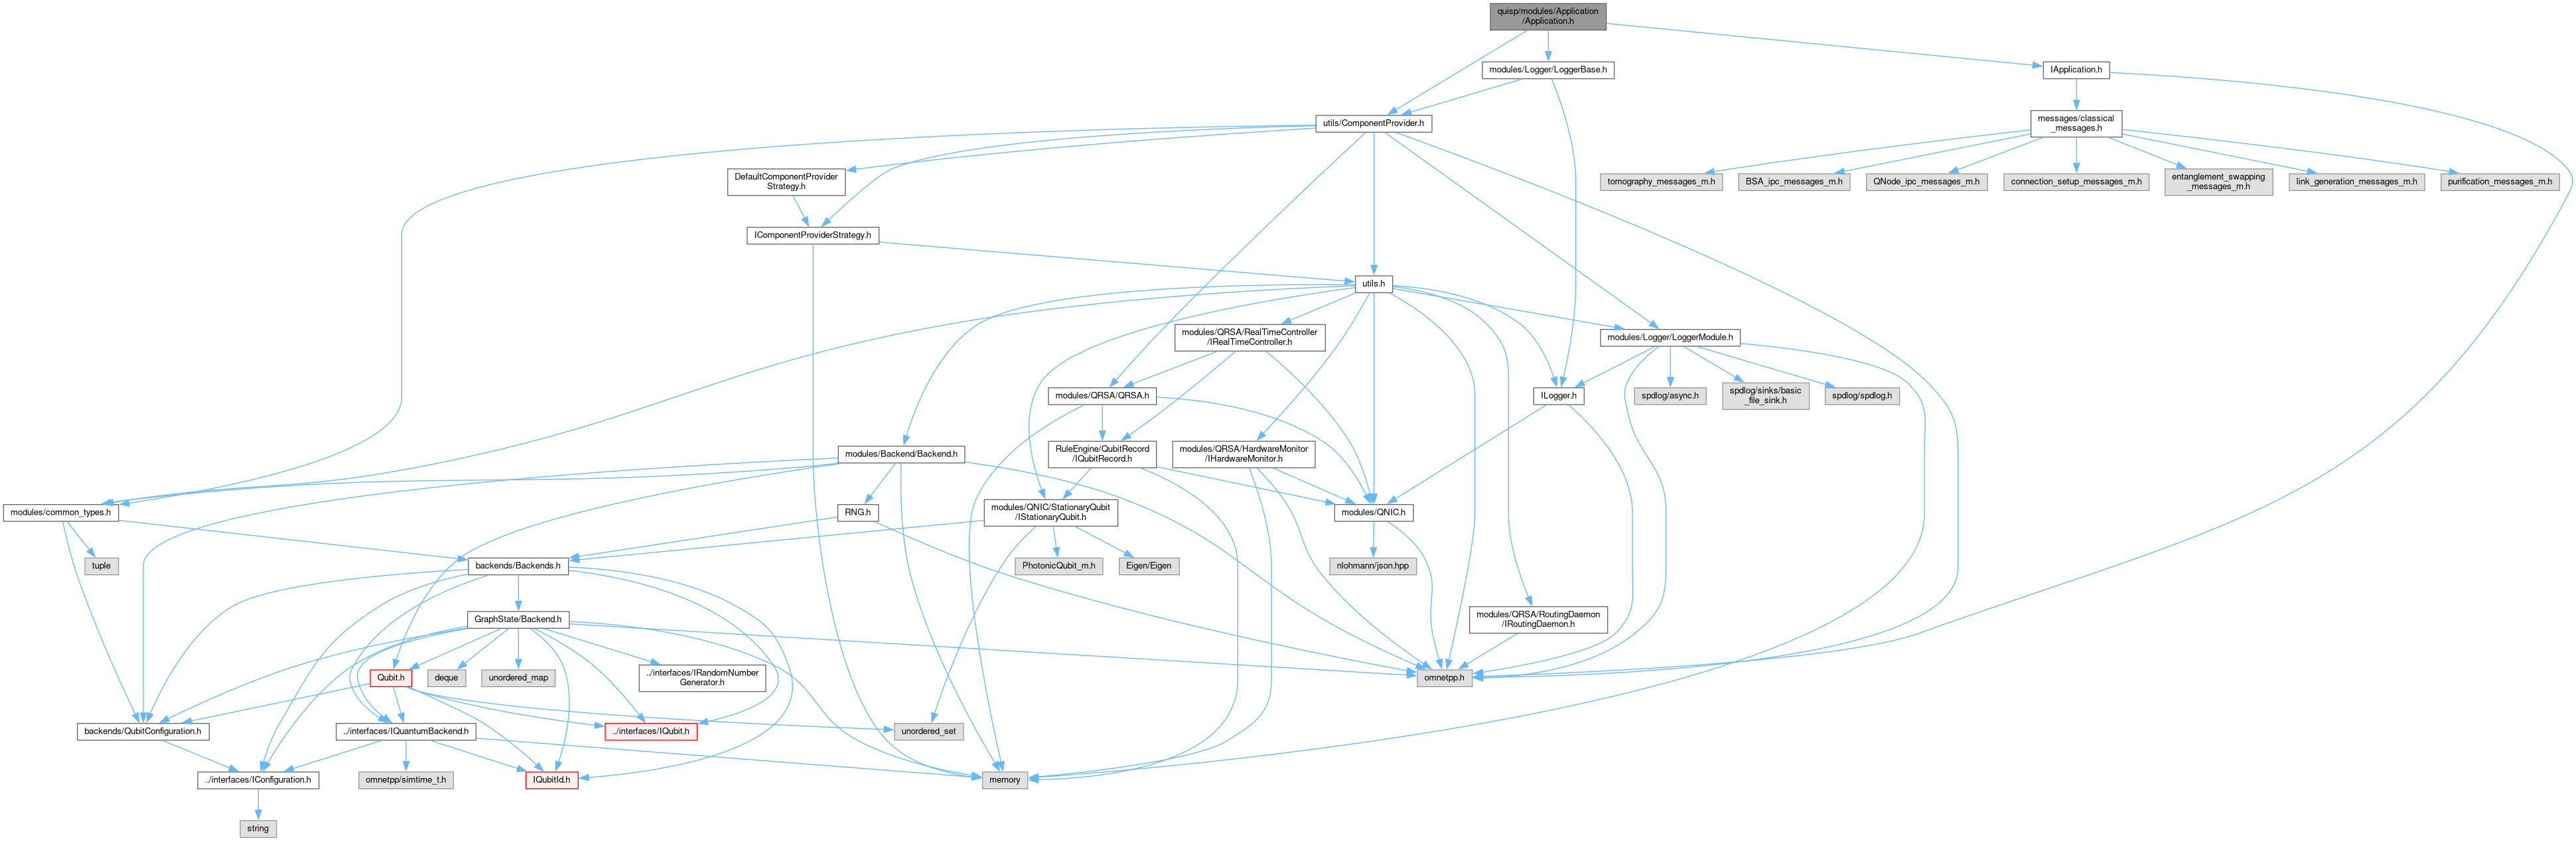 quisp/modules/Application
/Application.h
modules/Logger/LoggerBase.h
IApplication.h
utils/ComponentProvider.h
messages/classical
_messages.h
DefaultComponentProvider
Strategy.h
tomography_messages_m.h
BSA_ipc_messages_m.h
QNode_ipc_messages_m.h
connection_setup_messages_m.h
entanglement_swapping
_messages_m.h
link_generation_messages_m.h
purification_messages_m.h
IComponentProviderStrategy.h
utils.h
modules/QRSA/RealTimeController
/IRealTimeController.h
modules/Logger/LoggerModule.h
modules/QRSA/QRSA.h
ILogger.h
spdlog/async.h
spdlog/sinks/basic
_file_sink.h
spdlog/spdlog.h
modules/Backend/Backend.h
RuleEngine/QubitRecord
/IQubitRecord.h
modules/QRSA/HardwareMonitor
/IHardwareMonitor.h
modules/common_types.h
RNG.h
modules/QNIC/StationaryQubit
/IStationaryQubit.h
modules/QNIC.h
tuple
backends/Backends.h
PhotonicQubit_m.h
Eigen/Eigen
nlohmann/json.hpp
GraphState/Backend.h
modules/QRSA/RoutingDaemon
/IRoutingDaemon.h
Qubit.h
deque
unordered_map
../interfaces/IRandomNumber
Generator.h
omnetpp.h
backends/QubitConfiguration.h
../interfaces/IQuantumBackend.h
../interfaces/IQubit.h
unordered_set
../interfaces/IConfiguration.h
omnetpp/simtime_t.h
IQubitId.h
memory
string